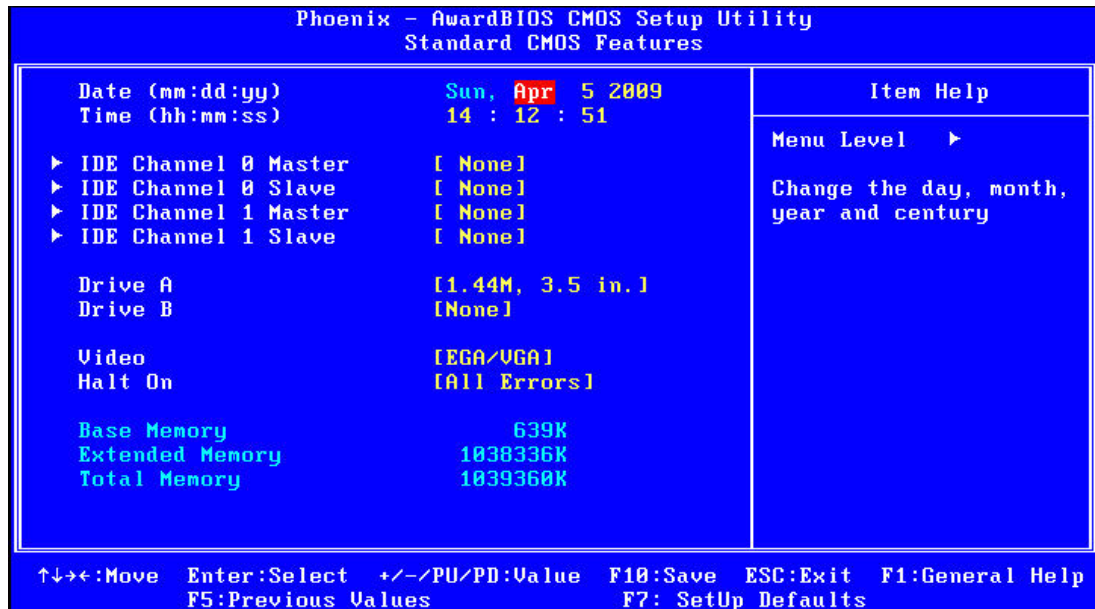 Phoenix - AwardBIOS CMOS Setup Utility
Standard CMOS Features
Date (mm:dd:yy) Sun, Apr 5 2009
Time (hh:mm:ss) 14 : 12 : 51
IDE Channel 0 Master [ None]
IDE Channel 0 Slave [ None]
IDE Channel 1 Master [ None]
IDE Channel 1 Slave [ None]
Drive A [1.44M, 3.5 in.]
Drive B [None]
Video [EGA/VGA]
Halt On [All Errors]
Base Memory 639K
Extended Memory 1038336K
Total Memory 1039360K
Item Help
Menu Level ►
Change the day, month,
year and century
↑↓→←:Move Enter:Select +/-/PU/PD:Value F10:Save ESC:Exit F1:General Help
F5:Previous Values F7: SetUp Defaults